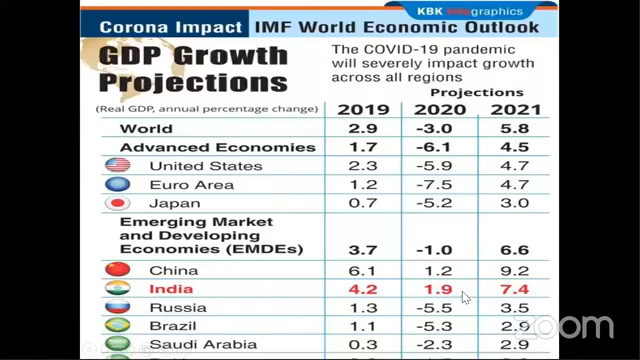 KBK Infographics
Corona Impact IMF World Economic Outlook
GDP Growth
Projections
The COVID-19 pandemic
will severely impact growth
across all regions
Projections
(Real GDP, annual percentage change) 2019 2020 2021
World 2.9 -3.0 5.8
Advanced Economies 1.7 -6.1 4.5
United States 2.3 -5.9 4.7
Euro Area 1.2 -7.5 4.7
Japan 0.7 -5.2 3.0
Emerging Market
and Developing
Economies (EMDEs) 3.7 -1.0 6.6
China 6.1 1.2 9.2
India 4.2 1.9 7.4
Russia 1.3 -5.5 3.5
Brazil 1.1 -5.3 2.9
Saudi Arabia 0.3 -2.3 2.9
zoom